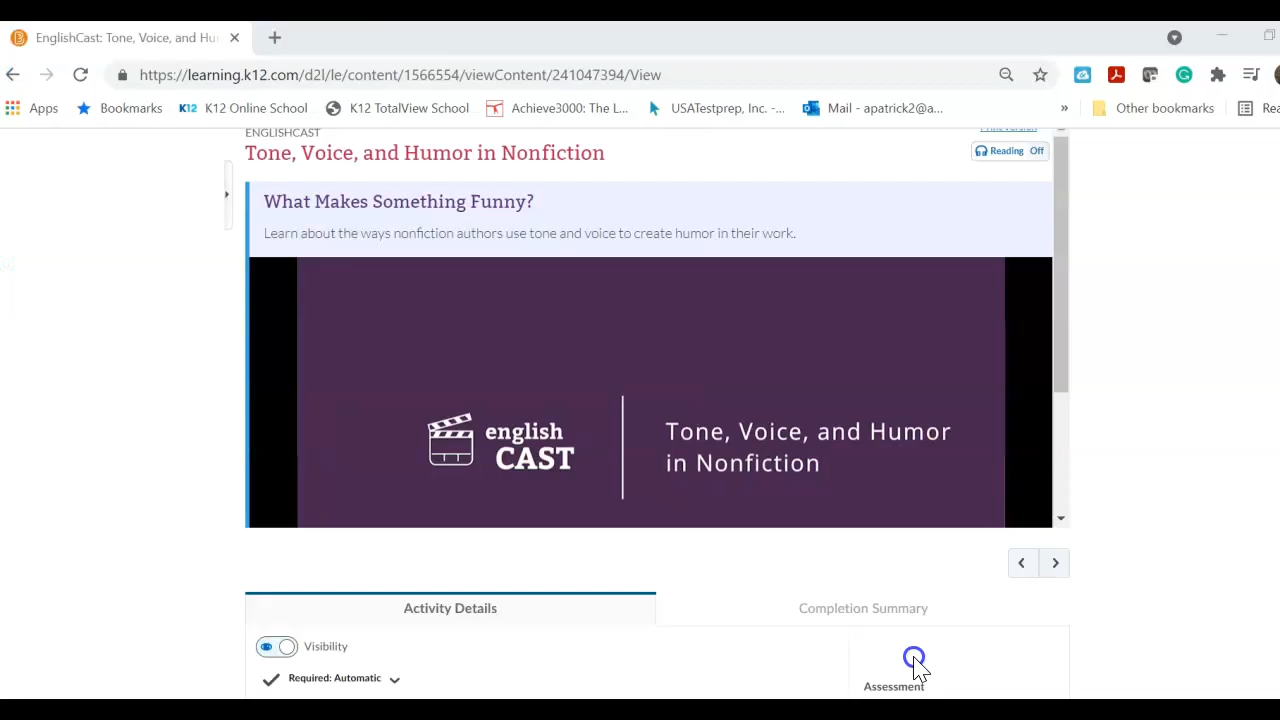 EnglishCast: Tone, Voice, and Hu
https://learning.k12.com/d2l/le/content/1566554/viewContent/241047394/View
Apps Bookmarks K12 K12 Online School K12 TotalView School Achieve3000: The L... USATestprep, Inc. -... Mail - apatrick2@a... » Other bookmarks Rea
ENGLISHCAST
Print version
Tone, Voice, and Humor in Nonfiction
Reading Off
What Makes Something Funny?
Learn about the ways nonfiction authors use tone and voice to create humor in their work.
english
CAST
Tone, Voice, and Humor
in Nonfiction
Activity Details
Completion Summary
Visibility
Required: Automatic
Assessment